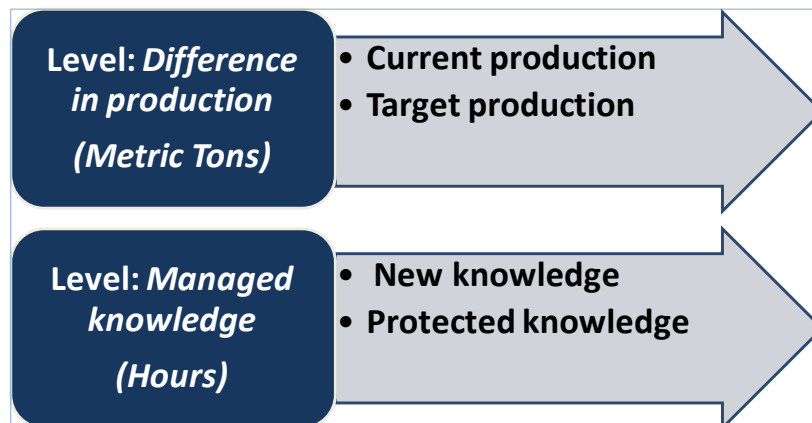 Level: Difference
in production
(Metric Tons)
• Current production
• Target production
Level: Managed
knowledge
(Hours)
• New knowledge
• Protected knowledge